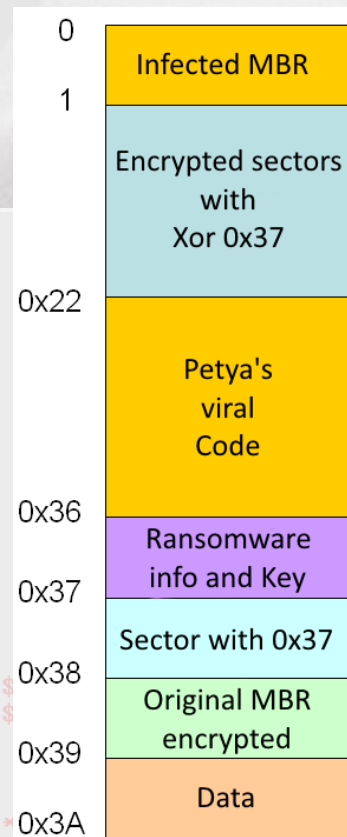 0
Infected MBR
1
Encrypted sectors
with
Xor 0x37
0x22
Petya's
viral
Code
0x36
Ransomware
info and Key
0x37
Sector with 0x37
0x38
$
$
Original MBR
encrypted
0x39
Data
*
0x3A